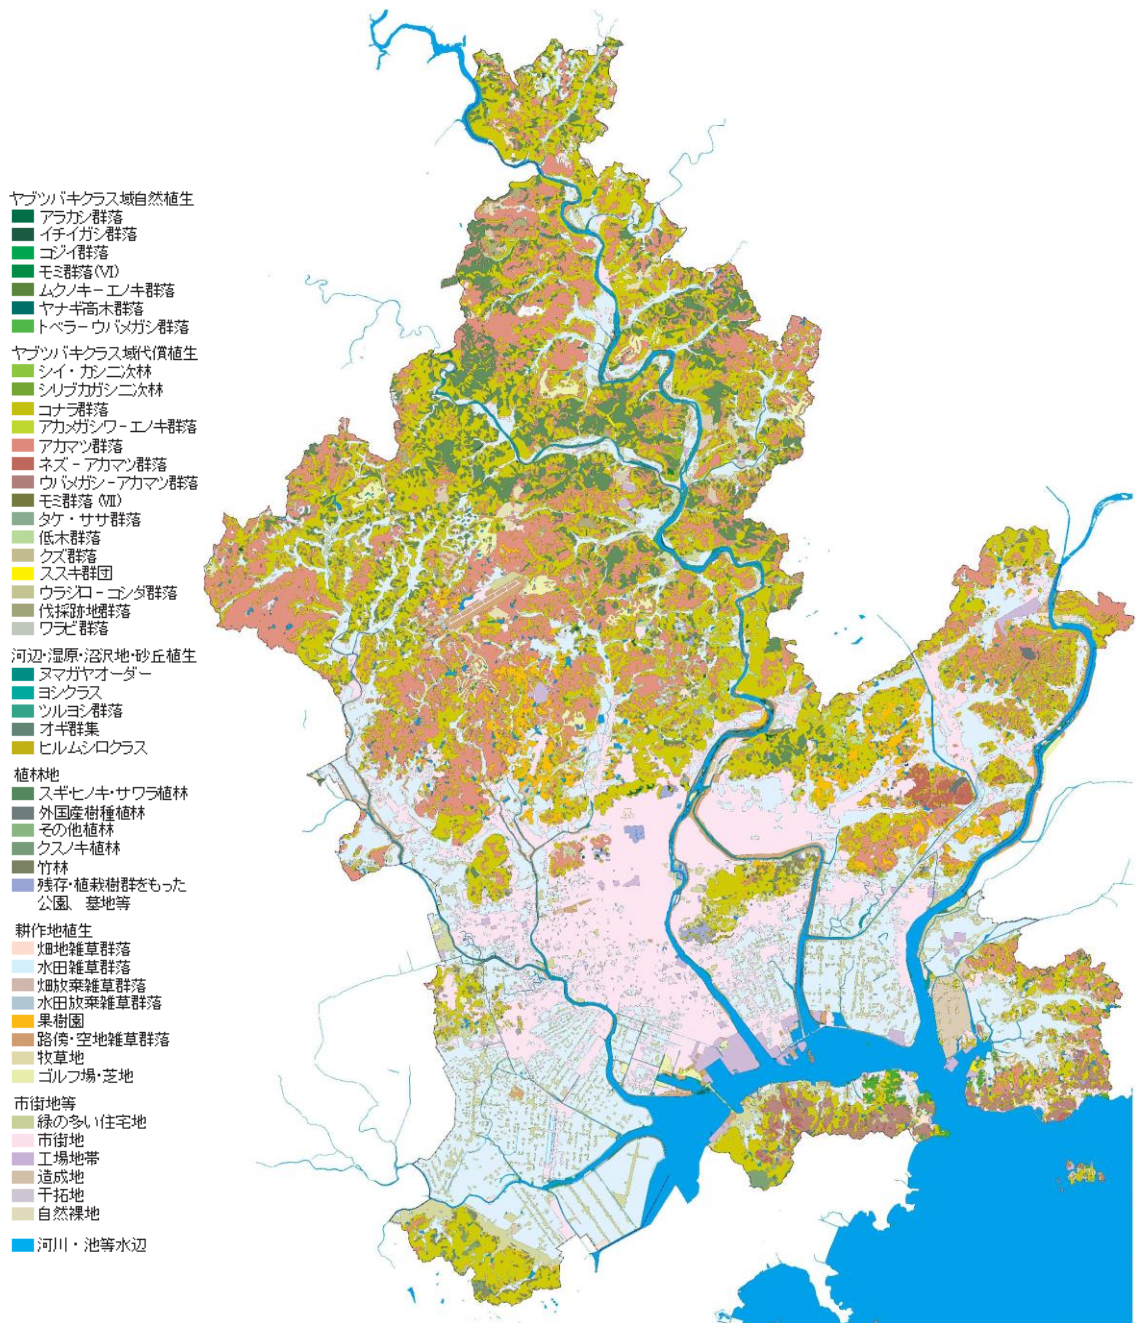 ヤブツバキクラス域自然植生
アラカシ群落
イチイガシ群落
コジイ群落
モミ群落(Ⅵ)
ムクノキーエノキ群落
ヤナギ高木群落
トベラーウバメガシ群落
ヤブツバキクラス域代償植生
シイ・カシ二次林
シリブカガシ二次林
コナラ群落
アカメガシワ-エノキ群落
アカマツ群落
ネズ-アカマツ群落
ウバメガシ-アカマツ群落
モミ群落(Ⅶ)
タケ・ササ群落
低木群落
クズ群落
ススキ群団
ウラジロ-コシダ群落
伐採跡地群落
ワラビ群落
河辺・湿原・沼沢地・砂丘植生
ヌマガヤオーダー
ヨシクラス
ツルヨシ群落
オギ群集
ヒルムシロクラス
植林地
スギ・ヒノキ・サワラ植林
外国産樹種植林
その他植林
クスノキ植林
竹林
残存・植栽樹群をもった
公園、墓地等
耕作地植生
畑地雑草群落
水田雑草群落
畑放棄雑草群落
水田放棄雑草群落
果樹園
路傍・空地雑草群落
牧草地
ゴルフ場・芝地
市街地等
緑の多い住宅地
市街地
工場地帯
造成地
干拓地
自然裸地
河川・池等水辺